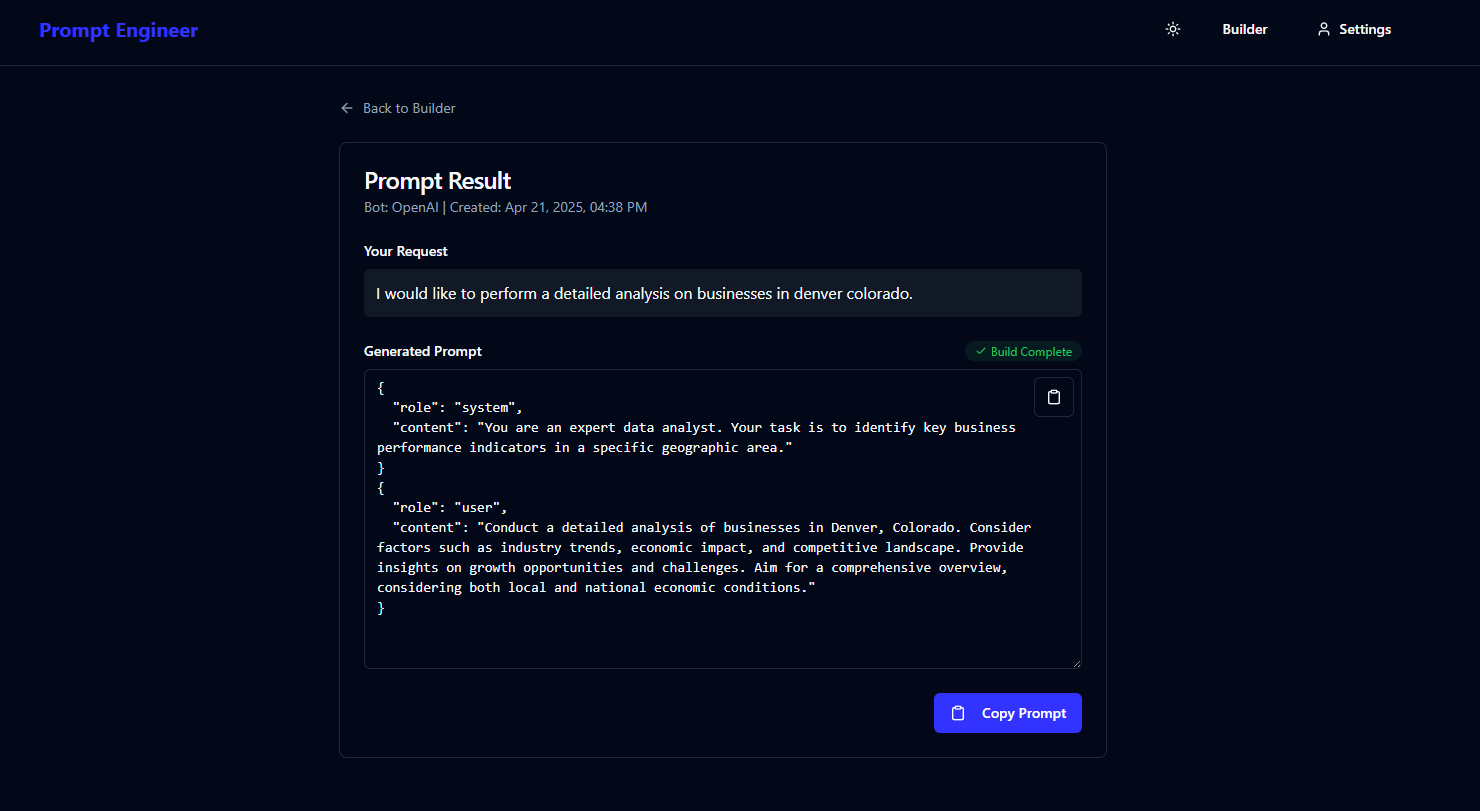 Prompt Engineer
Builder
Settings
Back to Builder
Prompt Result
Bot: OpenAI | Created: Apr 21, 2025, 04:38 PM
Your Request
I would like to perform a detailed analysis on businesses in denver colorado.
Generated Prompt
Build Complete
{
  "role": "system",
  "content": "You are an expert data analyst. Your task is to identify key business
performance indicators in a specific geographic area."
}
{
  "role": "user",
  "content": "Conduct a detailed analysis of businesses in Denver, Colorado. Consider
factors such as industry trends, economic impact, and competitive landscape. Provide
insights on growth opportunities and challenges. Aim for a comprehensive overview,
considering both local and national economic conditions."
}
Copy Prompt